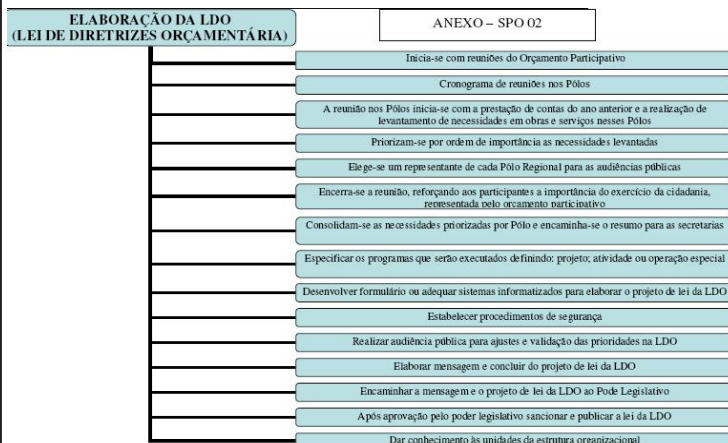 ELABORAÇÃO DA LDO
(LEI DE DIRETRIZES ORÇAMENTÁRIA)
ANEXO – SPO 02
Inicia-se com reuniões do Orçamento Participativo
Cronograma de reuniões nos Pólos
A reunião nos Pólos inicia-se com a prestação de contas do ano anterior e a realização de
levantamento de necessidades em obras e serviços nesses Pólos
Priorizam-se por ordem de importância as necessidades levantadas
Elege-se um representante de cada Pólo Regional para as audiências públicas
Encerra-se a reunião, reforçando aos participantes a importância do exercício da cidadania,
representada pelo orçamento participativo
Consolidam-se as necessidades priorizadas por Pólo e encaminha-se o resumo para as secretarias
Especificar os programas que serão executados definindo: projeto; atividade ou operação especial
Desenvolver formulário ou adequar sistemas informatizados para elaborar o projeto de lei da LDO
Estabelecer procedimentos de segurança
Realizar audiência pública para ajustes e validação das prioridades na LDO
Elaborar mensagem e concluir do projeto de lei da LDO
Encaminhar a mensagem e o projeto de lei da LDO ao Pode Legislativo
Após aprovação pelo poder legislativo sancionar e publicar a lei da LDO
Dar conhecimento às unidades da estrutura organizacional